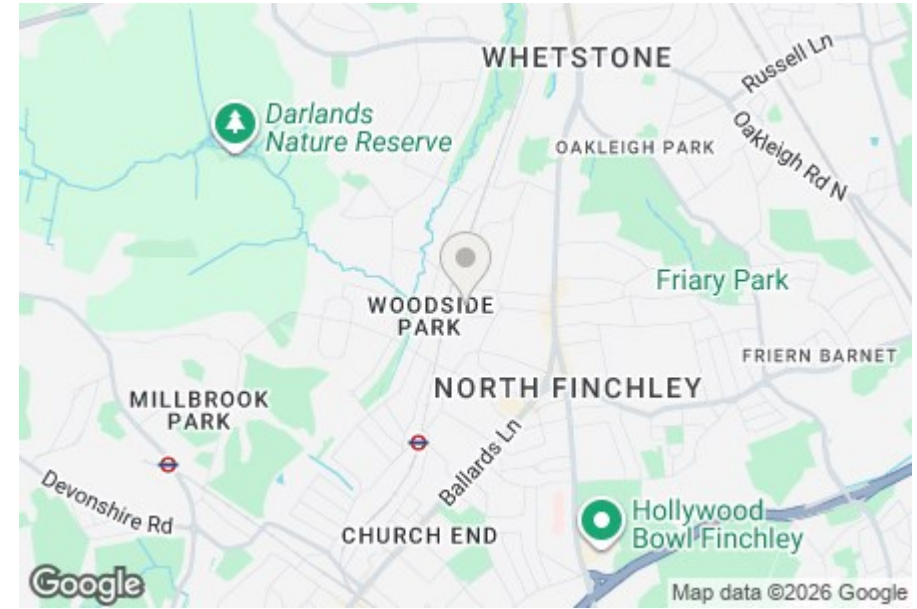 WHETSTONE
Russell Ln
Darlands
Nature Reserve
OAKLEIGH PARK
Oakleigh Rd N
Friary Park
WOODSIDE
PARK
FRIERN BARNET
MILLBROOK
PARK
NORTH FINCHLEY
Ballards Ln
Devonshire Rd
CHURCH END
Hollywood
Bowl Finchley
Google
Map data ©2026 Google